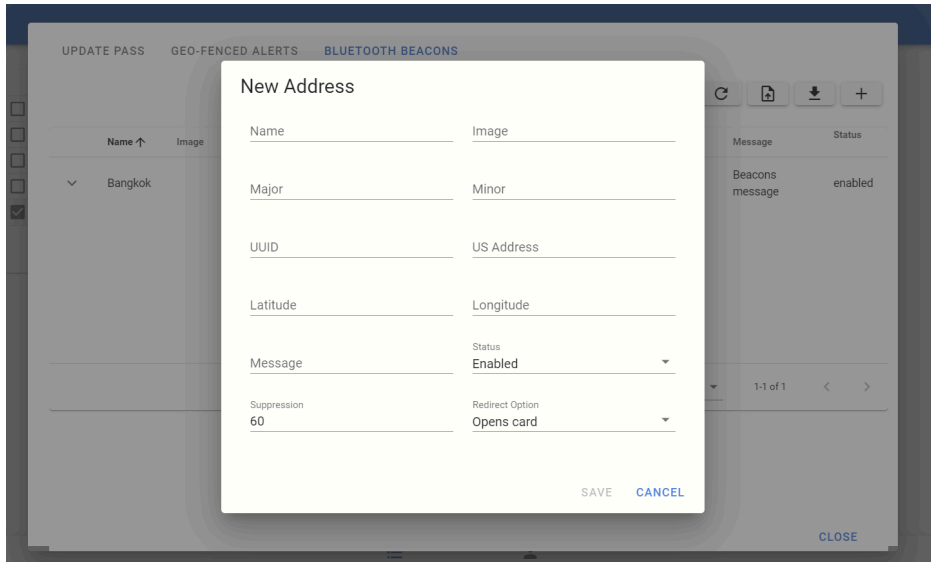 UPDATE PASS GEO-FENCED ALERTS BLUETOOTH BEACONS
New Address
Name Image
Major Minor
UUID US Address
Latitude Longitude
Message
Status
Enabled
Suppression
60
Redirect Option
Opens card
SAVE CANCEL
Name Image Message Status
Bangkok
Beacons
message
enabled
1-1 of 1
CLOSE